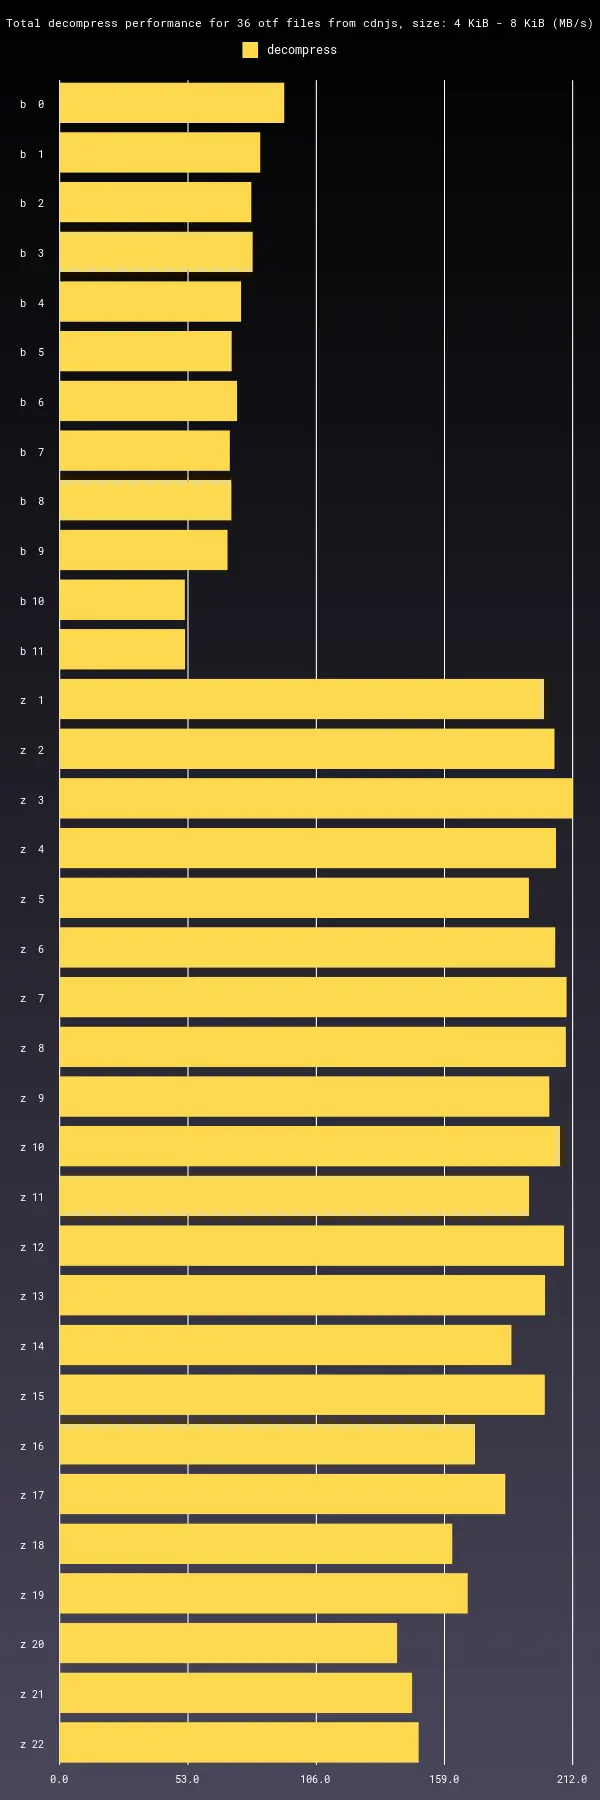 Total decompress performance for 36 otf files from cdnjs, size: 4 KiB - 8 KiB (MB/s)
decompress
b 0
b 1
b 2
b 3
b 4
b 5
b 6
b 7
b 8
b 9
b 10
b 11
z 1
z 2
z 3
z 4
z 5
z 6
z 7
z 8
z 9
z 10
z 11
z 12
z 13
z 14
z 15
z 16
z 17
z 18
z 19
z 20
z 21
z 22
0.0 53.0 106.0 159.0 212.0